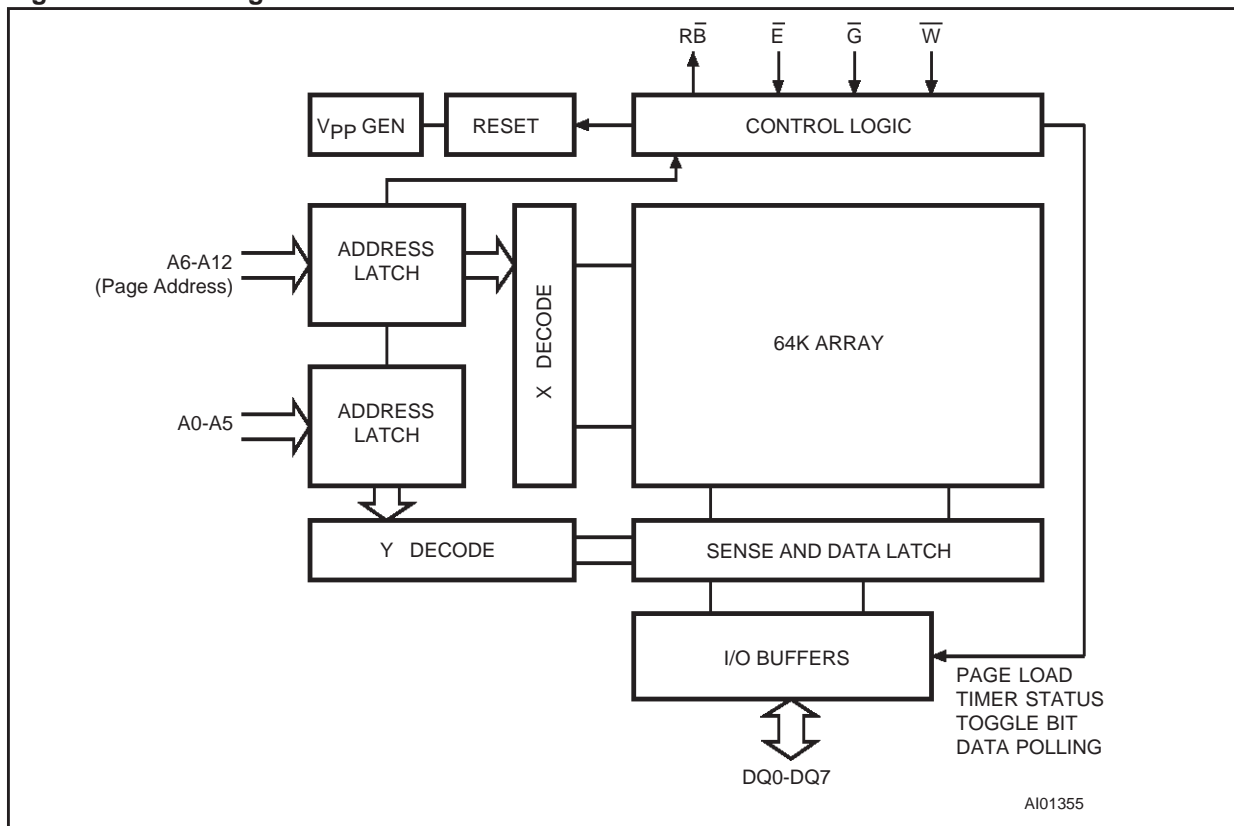 RB̅ E̅ G̅ W̅
VPP GEN
RESET
CONTROL LOGIC
A6-A12
(Page Address)
ADDRESS
LATCH
X DECODE
64K ARRAY
A0-A5
ADDRESS
LATCH
Y DECODE
SENSE AND DATA LATCH
I/O BUFFERS
PAGE LOAD
TIMER STATUS
TOGGLE BIT
DATA POLLING
DQ0-DQ7
AI01355